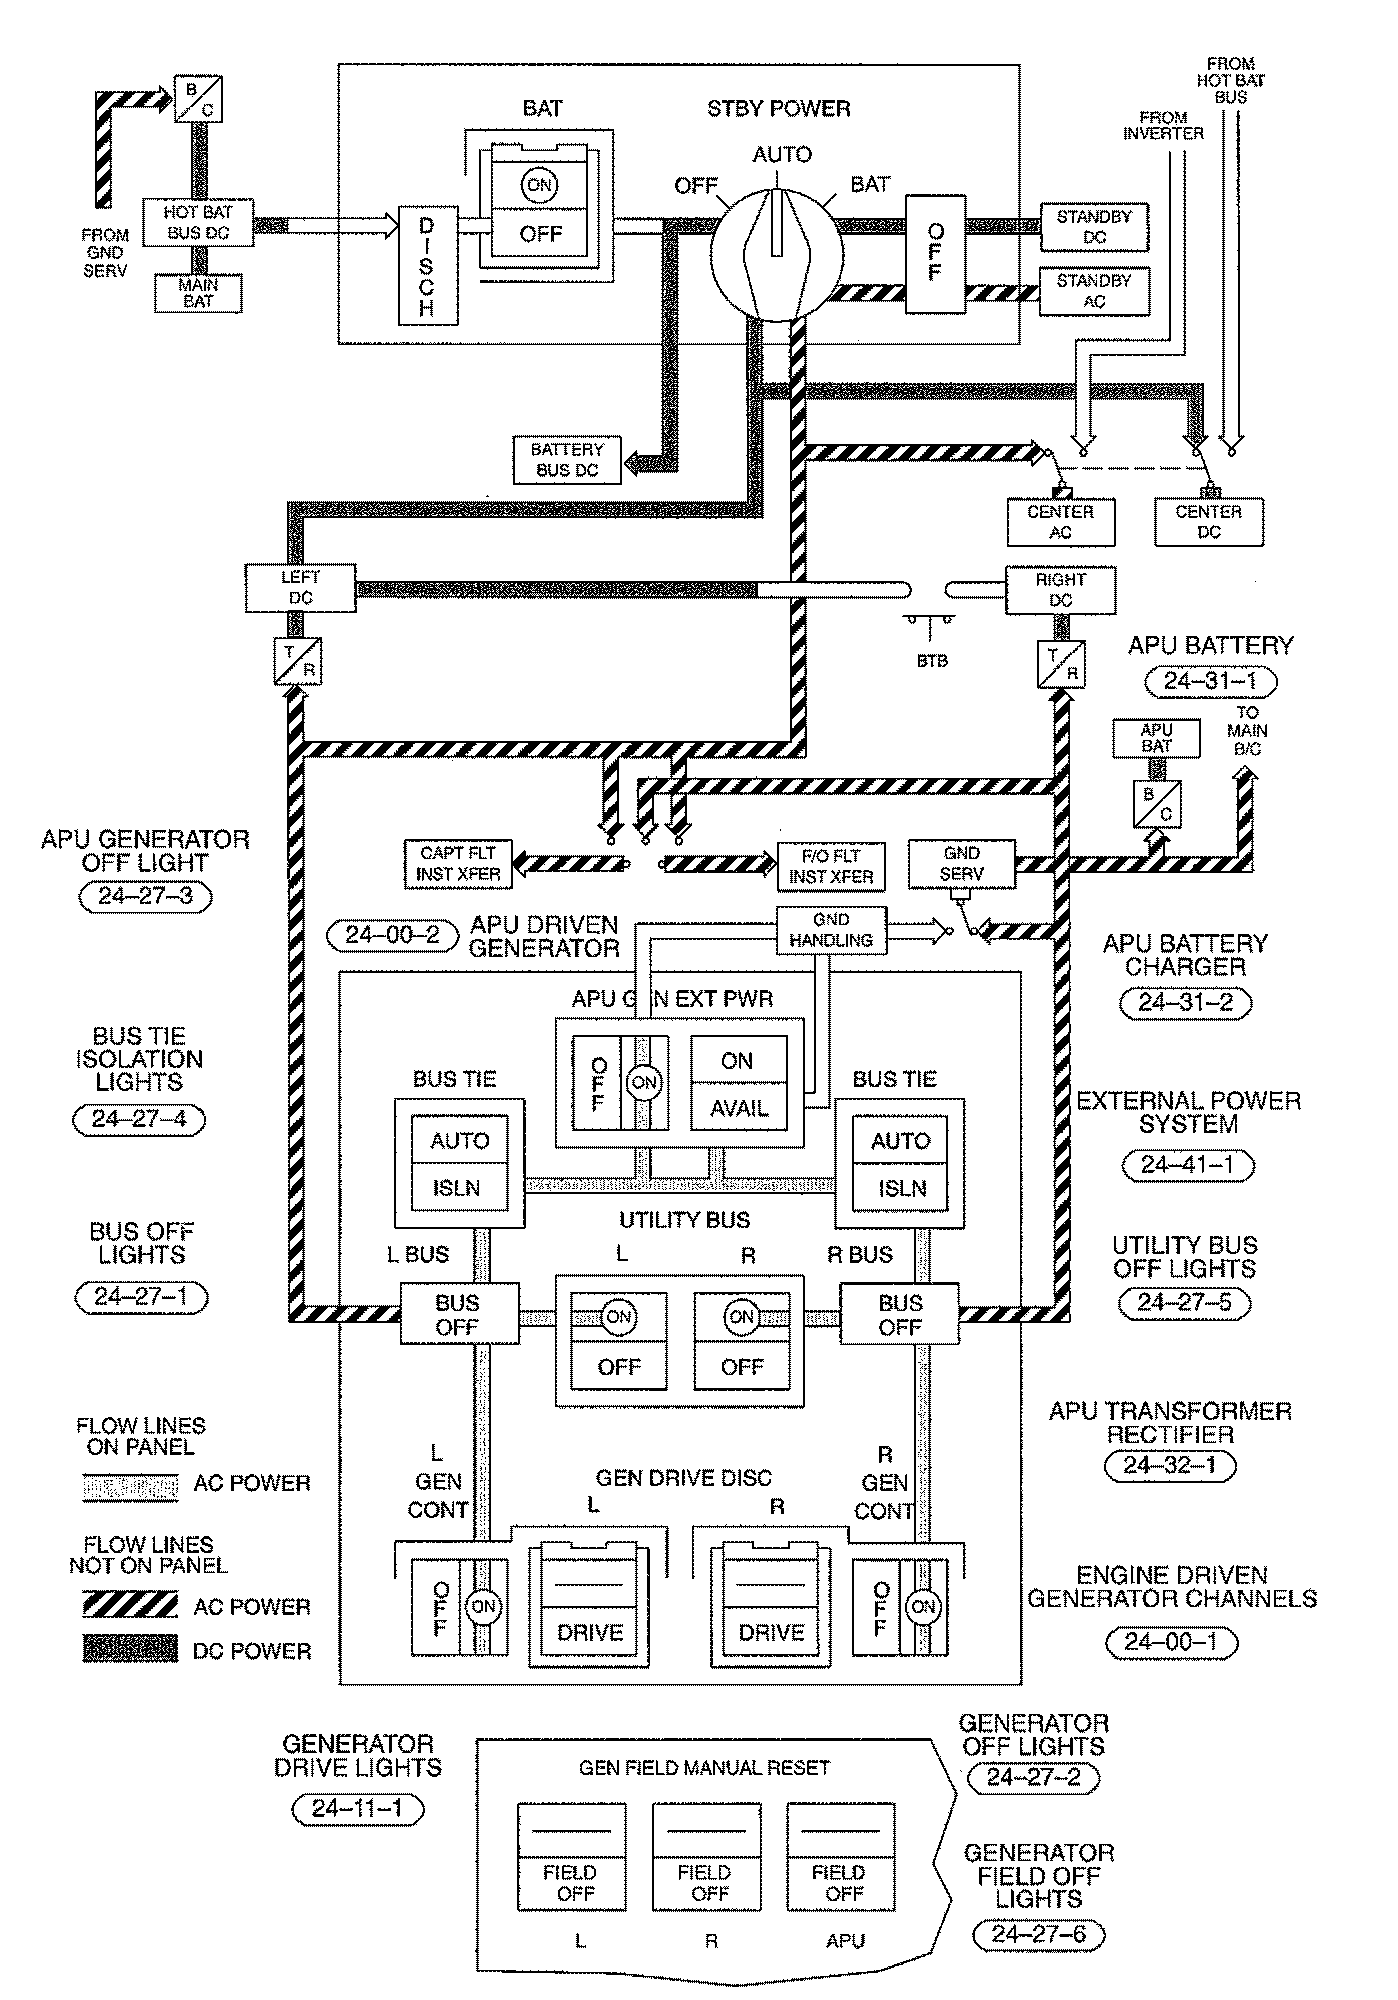 FROM
HOT BAT
BUS
FROM
INVERTER
B
C
BAT
STBY POWER
AUTO
OFF
BAT
ON
OFF
HOT BAT
BUS DC
DISCH
OFF
STANDBY
DC
FROM
GND
SERV
MAIN
BAT
STANDBY
AC
BATTERY
BUS DC
CENTER
AC
CENTER
DC
LEFT
DC
RIGHT
DC
T
R
BTB
T
R
APU BATTERY
24-31-1
APU
BAT
TO
MAIN
B/C
B
C
APU GENERATOR
OFF LIGHT
24-27-3
CAPT FLT
INST XFER
F/O FLT
INST XFER
GND
SERV
24-00-2
APU DRIVEN
GENERATOR
GND
HANDLING
APU BATTERY
CHARGER
24-31-2
APU GEN EXT PWR
BUS TIE
ISOLATION
LIGHTS
24-27-4
OFF
ON
ON
AVAIL
BUS TIE
AUTO
ISLN
BUS TIE
AUTO
ISLN
EXTERNAL POWER
SYSTEM
24-41-1
UTILITY BUS
L
R
BUS OFF
LIGHTS
24-27-1
L BUS
R BUS
UTILITY BUS
OFF LIGHTS
24-27-5
BUS
OFF
ON
OFF
ON
OFF
BUS
OFF
FLOW LINES
ON PANEL
AC POWER
FLOW LINES
NOT ON PANEL
AC POWER
DC POWER
L
GEN
CONT
GEN DRIVE DISC
L
R
R
GEN
CONT
APU TRANSFORMER
RECTIFIER
24-32-1
OFF
ON
DRIVE
DRIVE
OFF
ON
ENGINE DRIVEN
GENERATOR CHANNELS
24-00-1
GENERATOR
DRIVE LIGHTS
24-11-1
GEN FIELD MANUAL RESET
FIELD
OFF
FIELD
OFF
FIELD
OFF
L
R
APU
GENERATOR
OFF LIGHTS
24-27-2
GENERATOR
FIELD OFF
LIGHTS
24-27-6